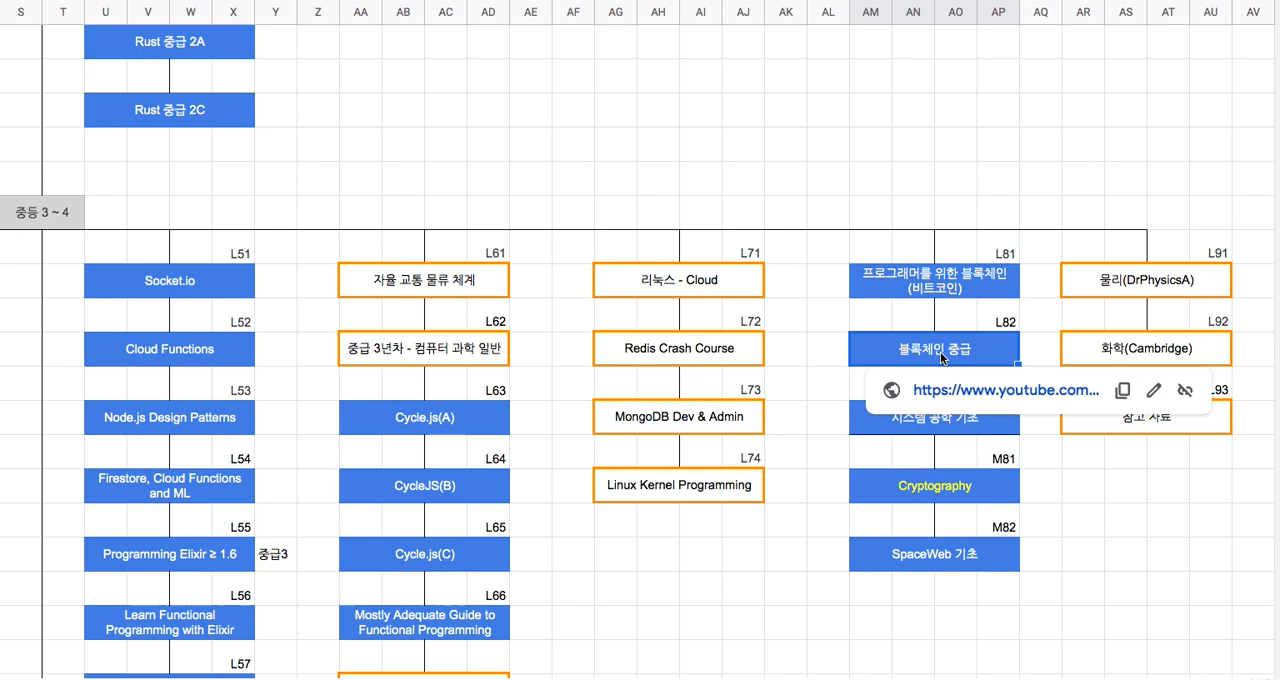 S T U V W X Y Z AA AB AC AD AE AF AG AH AI AJ AK AL AM AN AO AP AQ AR AS AT AU AV
Rust 중급 2A
Rust 중급 2C
중등 3 ~ 4
L51 L61 L71 L81 L91
Socket.io
자율 교통 물류 체계
리눅스 - Cloud
프로그래머를 위한 블록체인
(비트코인)
물리(DrPhysicsA)
L52 L62 L72 L82 L92
Cloud Functions
중급 3년차 - 컴퓨터 과학 일반
Redis Crash Course
블록체인 중급
화학(Cambridge)
https://www.youtube.com...
L53 L63 L73 L93
Node.js Design Patterns
Cycle.js(A)
MongoDB Dev & Admin
시스템 공학 기초
참고 자료
L54 L64 L74 M81
Firestore, Cloud Functions
and ML
CycleJS(B)
Linux Kernel Programming
Cryptography
L55 L65 M82
Programming Elixir ≥ 1.6
중급3
Cycle.js(C)
SpaceWeb 기초
L56 L66
Learn Functional
Programming with Elixir
Mostly Adequate Guide to
Functional Programming
L57